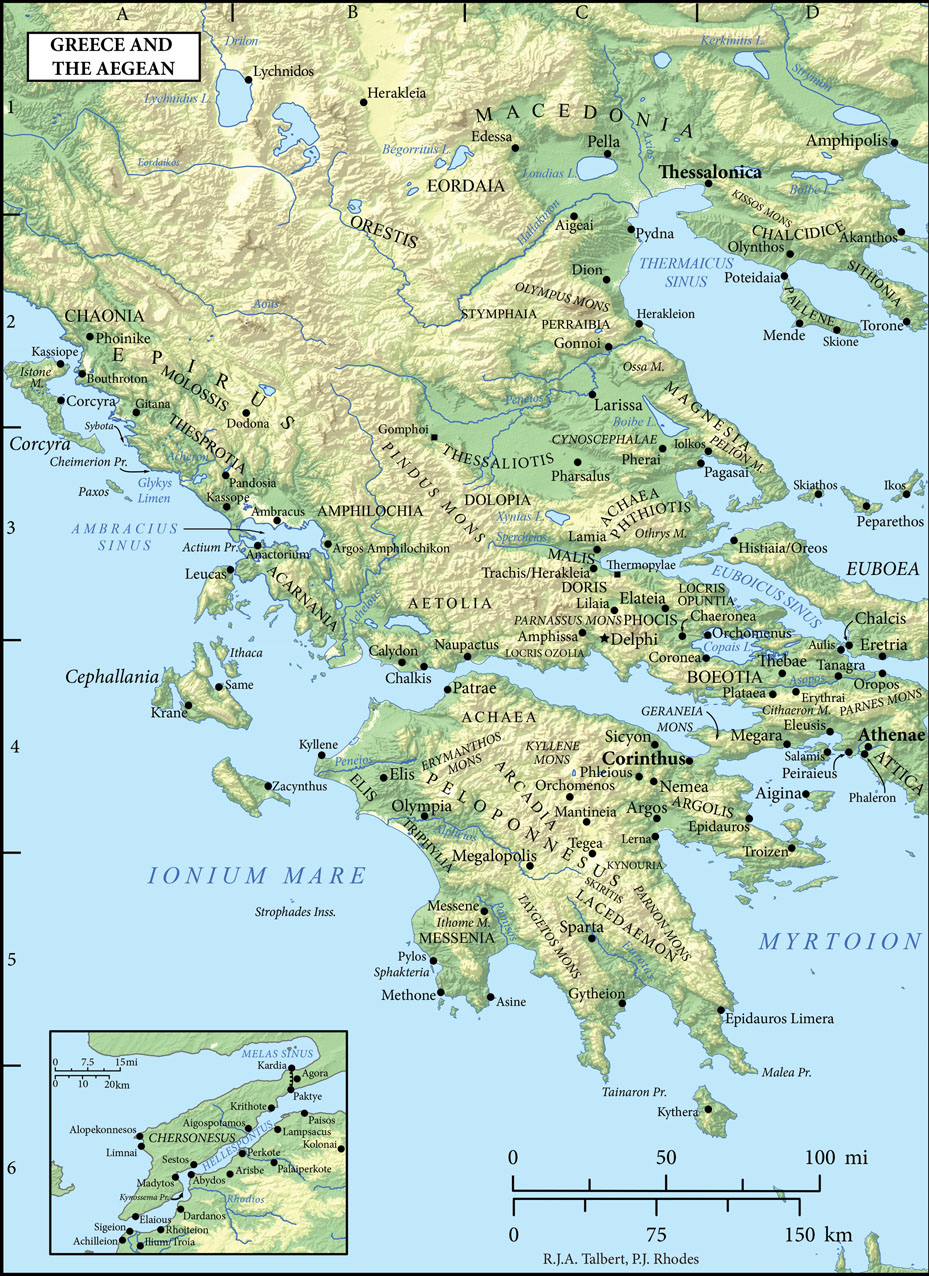 A
B
C
D
GREECE AND
THE AEGEAN
1
2
3
4
5
6
Drilon
Lychnidos
Lychnidus L.
Herakleia
Kerkinitis L.
Strymon
MACEDONIA
Edessa
Pella
Axios
Amphipolis
Begorritus L.
Loudias L.
Thessalonica
Bolbe L.
Eordaikos
EORDAIA
KISSOS MONS
ORESTIS
Haliakmon
Aigeai
Pydna
CHALCIDICE
Akanthos
Olynthos
THERMAICUS
SINUS
Dion
Poteidaia
SITHONIA
OLYMPUS MONS
PALLENE
Aous
STYMPHAIA
PERRAIBIA
Herakleion
Mende
Skione
Torone
CHAONIA
Phoinike
Gonnoi
Kassiope
EPIRUS
Ossa M.
Istone
M.
Bouthroton
MOLOSSIS
Corcyra
Gitana
Dodona
Peneios
Larissa
MAGNESIA
Boibe L.
Sybota
Corcyra
THESPROTIA
Gomphoi
THESSALIOTIS
CYNOSCEPHALAE
Iolkos
PELION M.
Pherai
Pagasai
Cheimerion Pr.
Acheron
PINDUS MONS
Pharsalus
Paxos
Glykys
Limen
Pandosia
Kassope
DOLOPIA
ACHAEA
PHTHIOTIS
Skiathos
Ikos
Peparethos
Ambracus
AMPHILOCHIA
Xynias L.
AMBRACIUS
SINUS
Spercheios
Othrys M.
Lamia
Actium Pr.
Anactorium
Argos Amphilochikon
MALIS
Histiaia/Oreos
Leucas
Trachis/Herakleia
Thermopylae
EUBOEA
ACARNANIA
Achelous
AETOLIA
DORIS
LOCRIS
OPUNTIA
EUBOICUS SINUS
Lilaia
Elateia
PARNASSUS MONS
PHOCIS
Chaeronea
Chalcis
Amphissa
Delphi
Orchomenus
Aulis
Eretria
Calydon
Naupactus
LOCRIS OZOLIA
Copais L.
Coronea
Thebae
Tanagra
Chalkis
BOEOTIA
Asopos
Oropos
Ithaca
Cephallania
Same
Krane
Patrae
Plataea
Erythrai
PARNES MONS
Cithaeron M.
ACHAEA
GERANEIA
MONS
Eleusis
Sicyon
Megara
Athenae
Kyllene
ERYMANTHOS
MONS
KYLLENE
MONS
Corinthus
Salamis
Peiraieus
ATTICA
Peneios
Elis
Phleious
Zacynthus
ELIS
ARCADIA
Orchomenos
Nemea
Aigina
Phaleron
Olympia
PELOPONNESUS
Mantineia
Argos
ARGOLIS
Epidauros
TRIPHYLIA
Alpheios
Lerna
Tegea
Troizen
Megalopolis
KYNOURIA
IONIUM MARE
SKIRITIS
Strophades Inss.
Messene
Ithome M.
MESSENIA
Pamisos
TAYGETOS MONS
Sparta
LACEDAEMON
PARNON MONS
Eurotas
MYRTOION
Pylos
Sphakteria
Methone
Asine
Gytheion
Epidauros Limera
Tainaron Pr.
Malea Pr.
Kythera
0 7.5 15mi
0 10 20km
MELAS SINUS
Kardia
Agora
Paktye
Krithote
Paisos
Alopekonnesos
Aigospotamos
Lampsacus
CHERSONESUS
Kolonai
Limnai
HELLESPONTUS
Perkote
Sestos
Arisbe
Palaiperkote
Madytos
Abydos
Kynossema Pr.
Rhodios
Dardanos
Elaious
Sigeion
Rhoiteion
Achilleion
Ilium/Troia
0 50 100 mi
0 75 150 km
R.J.A. Talbert, P.J. Rhodes